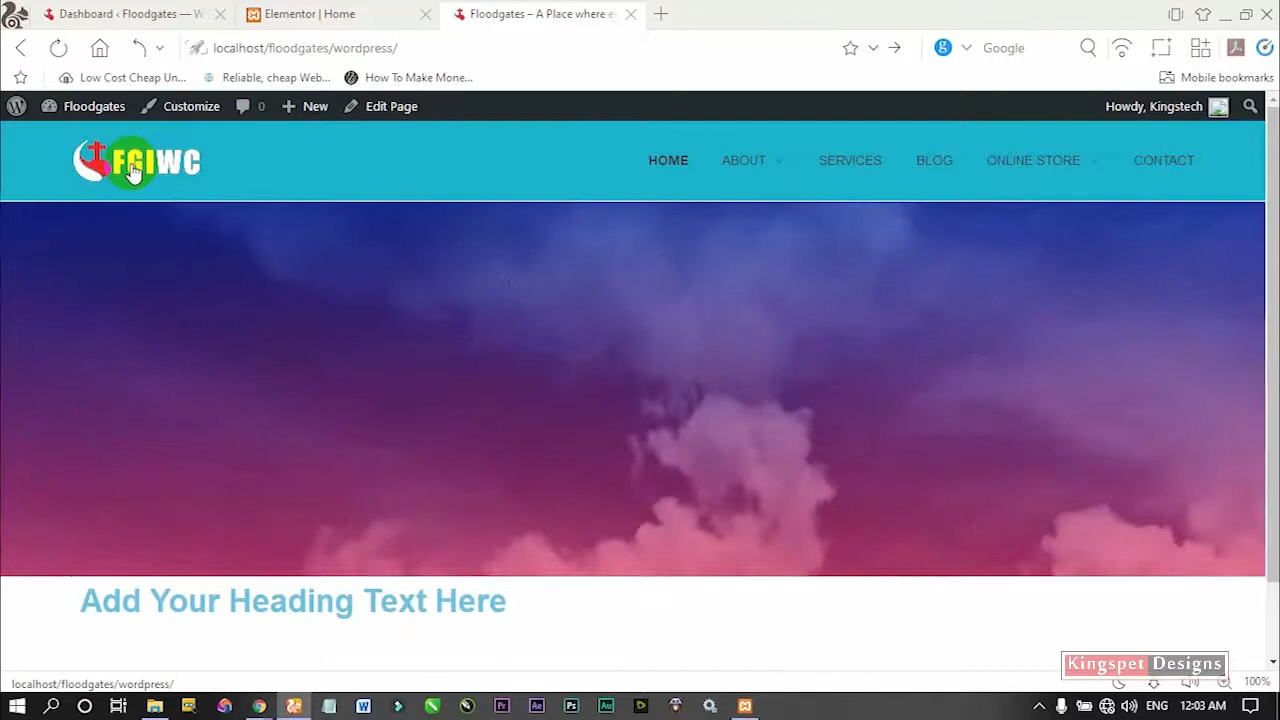 Dashboard ‹ Floodgates — W
Elementor | Home
Floodgates – A Place where e
localhost/floodgates/wordpress/
Google
Low Cost Cheap Un...
Reliable, cheap Web...
How To Make Mone...
Mobile bookmarks
Floodgates
Customize
0
New
Edit Page
Howdy, Kingstech
FGIWC
HOME
ABOUT
SERVICES
BLOG
ONLINE STORE
CONTACT
Add Your Heading Text Here
Kingspet Designs
localhost/floodgates/wordpress/
100%
ENG
12:03 AM